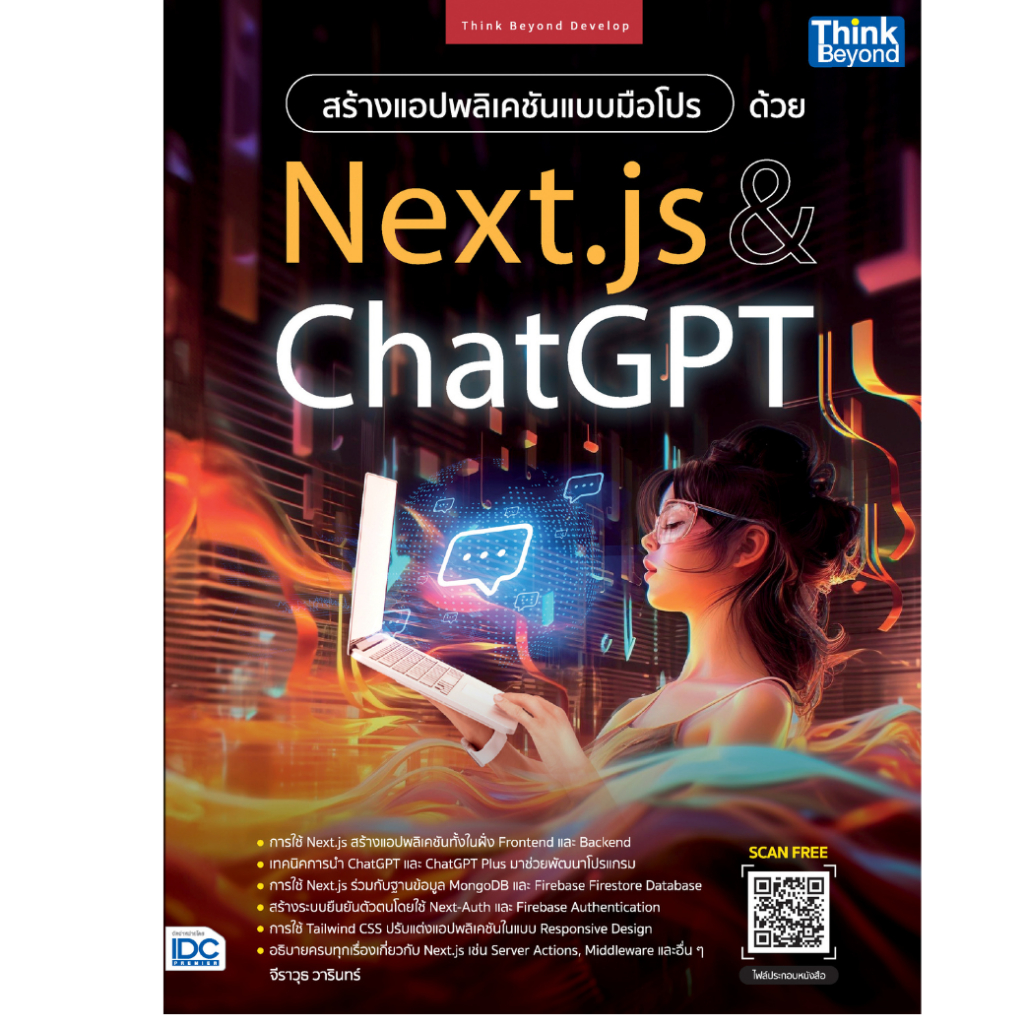 Think Beyond Develop
Think
Beyond
สร้างแอปพลิเคชันแบบมือโปร ด้วย
Next.js &
ChatGPT
การใช้ Next.js สร้างแอปพลิเคชันทั้งในฝั่ง Frontend และ Backend
เทคนิคการนำ ChatGPT และ ChatGPT Plus มาช่วยพัฒนาโปรแกรม
การใช้ Next.js ร่วมกับฐานข้อมูล MongoDB และ Firebase Firestore Database
สร้างระบบยืนยันตัวตนโดยใช้ Next-Auth และ Firebase Authentication
การใช้ Tailwind CSS ปรับแต่งแอปพลิเคชันในแบบ Responsive Design
อธิบายครบทุกเรื่องเกี่ยวกับ Next.js เช่น Server Actions, Middleware และอื่น ๆ
จีราวุธ วารินทร์
SCAN FREE
ไฟล์ประกอบหนังสือ
IDC
PREMIER